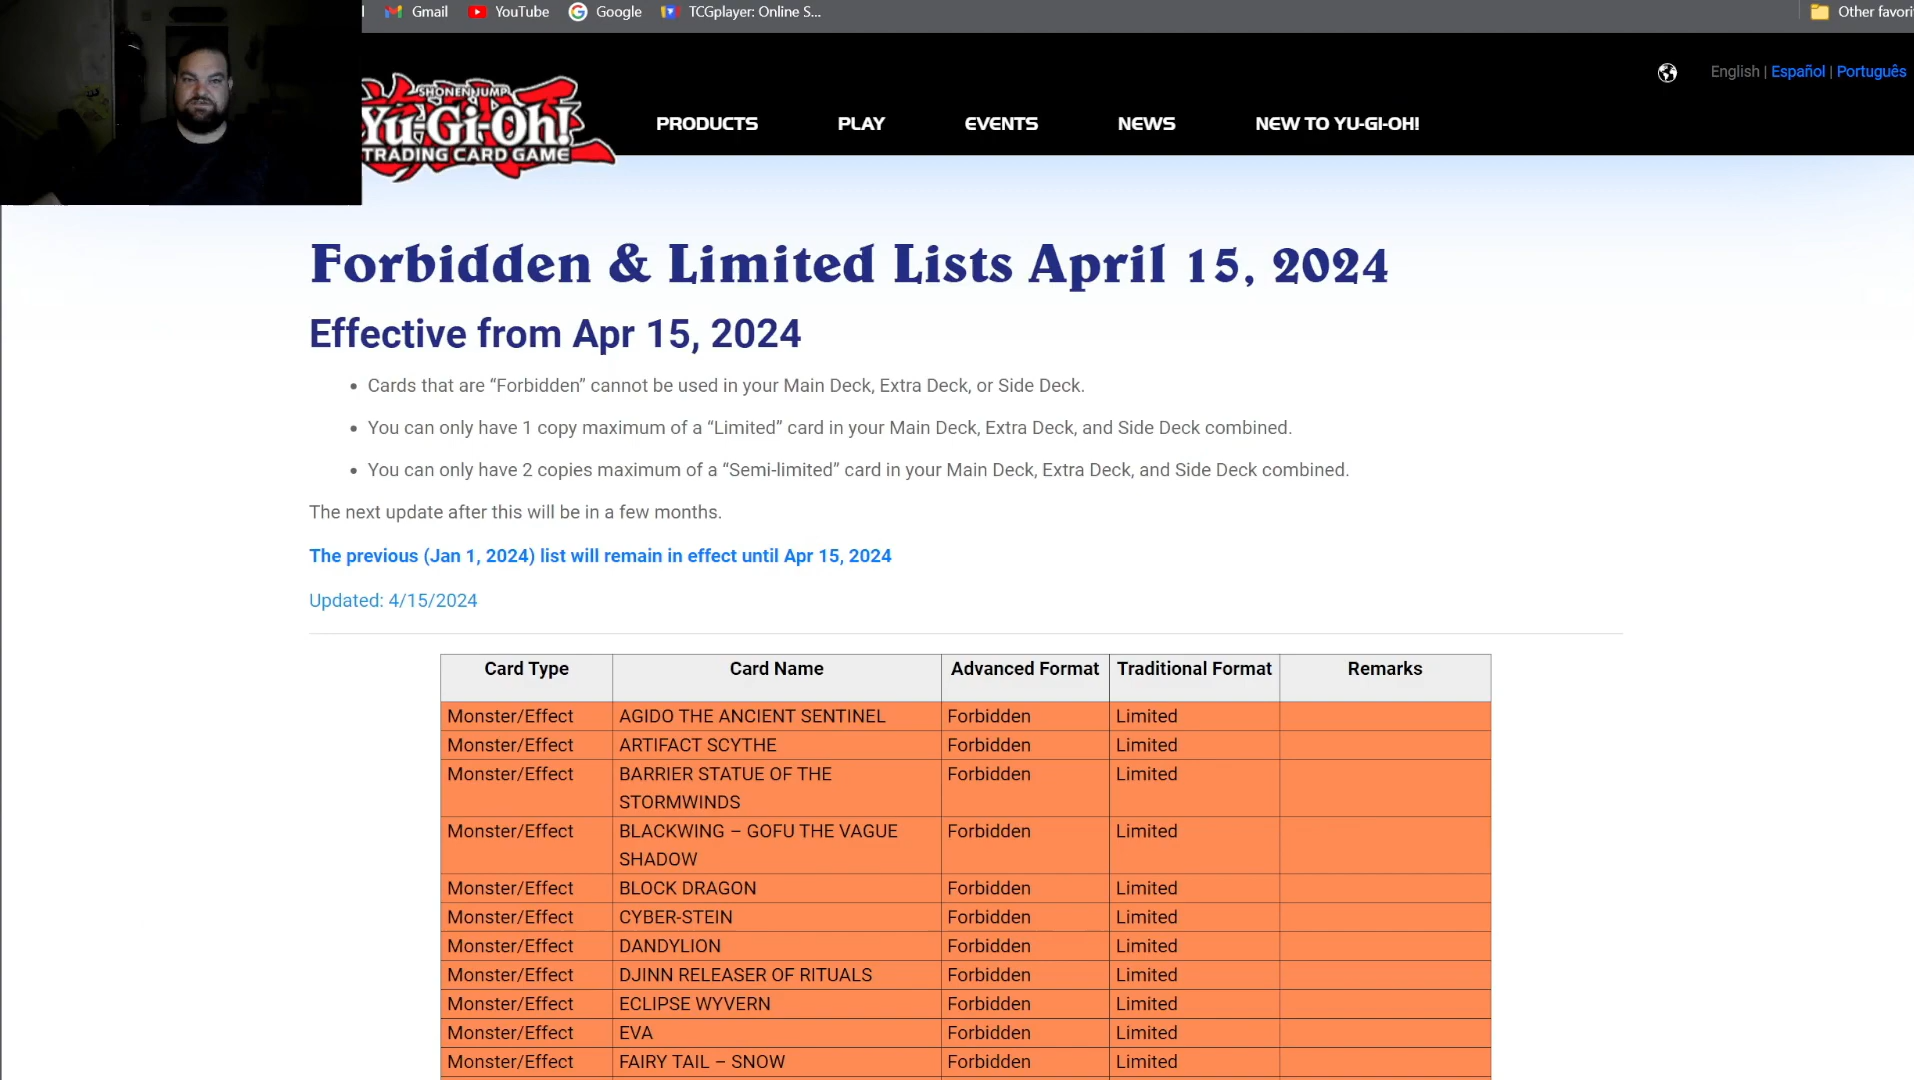 Gmail YouTube Google TCGplayer: Online S... Other favori
English | Español | Português
SHONEN JUMP
Yu-Gi-Oh!
TRADING CARD GAME
PRODUCTS PLAY EVENTS NEWS NEW TO YU-GI-OH!
Forbidden & Limited Lists April 15, 2024
Effective from Apr 15, 2024
• Cards that are “Forbidden” cannot be used in your Main Deck, Extra Deck, or Side Deck.
• You can only have 1 copy maximum of a “Limited” card in your Main Deck, Extra Deck, and Side Deck combined.
• You can only have 2 copies maximum of a “Semi-limited” card in your Main Deck, Extra Deck, and Side Deck combined.
The next update after this will be in a few months.
The previous (Jan 1, 2024) list will remain in effect until Apr 15, 2024
Updated: 4/15/2024
Card Type Card Name Advanced Format Traditional Format Remarks
Monster/Effect AGIDO THE ANCIENT SENTINEL Forbidden Limited
Monster/Effect ARTIFACT SCYTHE Forbidden Limited
Monster/Effect BARRIER STATUE OF THE Forbidden Limited
STORMWINDS
Monster/Effect BLACKWING – GOFU THE VAGUE Forbidden Limited
SHADOW
Monster/Effect BLOCK DRAGON Forbidden Limited
Monster/Effect CYBER-STEIN Forbidden Limited
Monster/Effect DANDYLION Forbidden Limited
Monster/Effect DJINN RELEASER OF RITUALS Forbidden Limited
Monster/Effect ECLIPSE WYVERN Forbidden Limited
Monster/Effect EVA Forbidden Limited
Monster/Effect FAIRY TAIL – SNOW Forbidden Limited